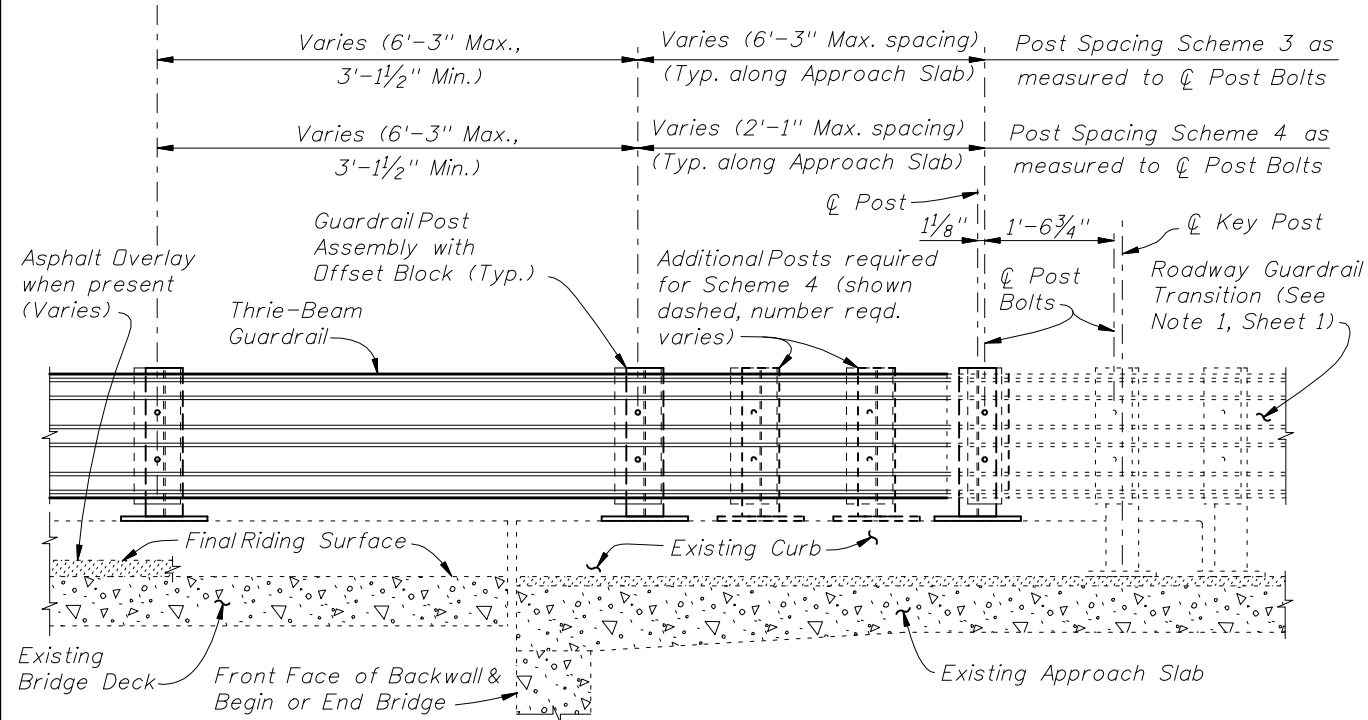 Varies (6'-3" Max.,
3'-1½" Min.)
Varies (6'-3" Max. spacing)
(Typ. along Approach Slab)
Post Spacing Scheme 3 as
measured to ℄ Post Bolts
Varies (6'-3" Max.,
3'-1½" Min.)
Varies (2'-1" Max. spacing)
(Typ. along Approach Slab)
Post Spacing Scheme 4 as
measured to ℄ Post Bolts
℄ Post
1⅛"
1'-6¾"
℄ Key Post
Asphalt Overlay
when present
(Varies)
Guardrail Post
Assembly with
Offset Block (Typ.)
Thrie-Beam
Guardrail
Additional Posts required
for Scheme 4 (shown
dashed, number reqd.
varies)
℄ Post
Bolts
Roadway Guardrail
Transition (See
Note 1, Sheet 1)
Final Riding Surface
Existing Curb
Existing
Bridge Deck
Front Face of Backwall &
Begin or End Bridge
Existing Approach Slab